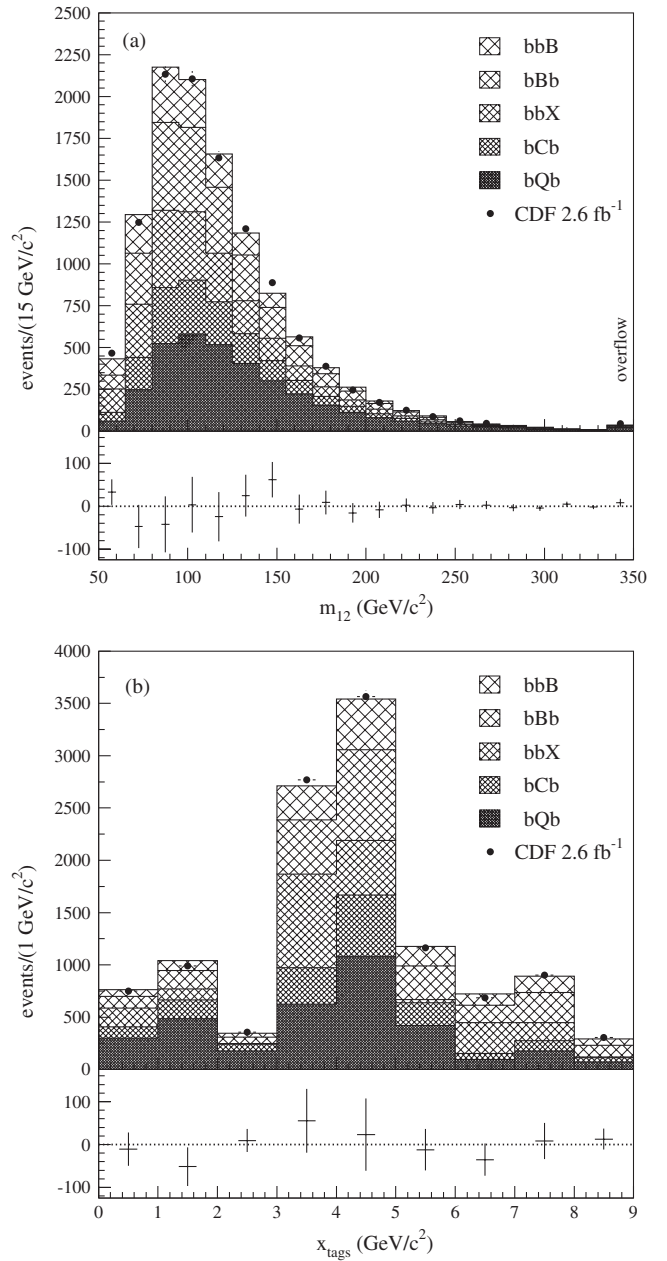 (a)
2500
2250
2000
1750
1500
1250
1000
750
500
250
0
events/(15 GeV/c²)
bbB
bBb
bbX
bCb
bQb
CDF 2.6 fb⁻¹
overflow
100
0
-100
50 100 150 200 250 300 350
m₁₂ (GeV/c²)
(b)
4000
3500
3000
2500
2000
1500
1000
500
0
events/(1 GeV/c²)
bbB
bBb
bbX
bCb
bQb
CDF 2.6 fb⁻¹
100
0
-100
0 1 2 3 4 5 6 7 8 9
x_tags (GeV/c²)